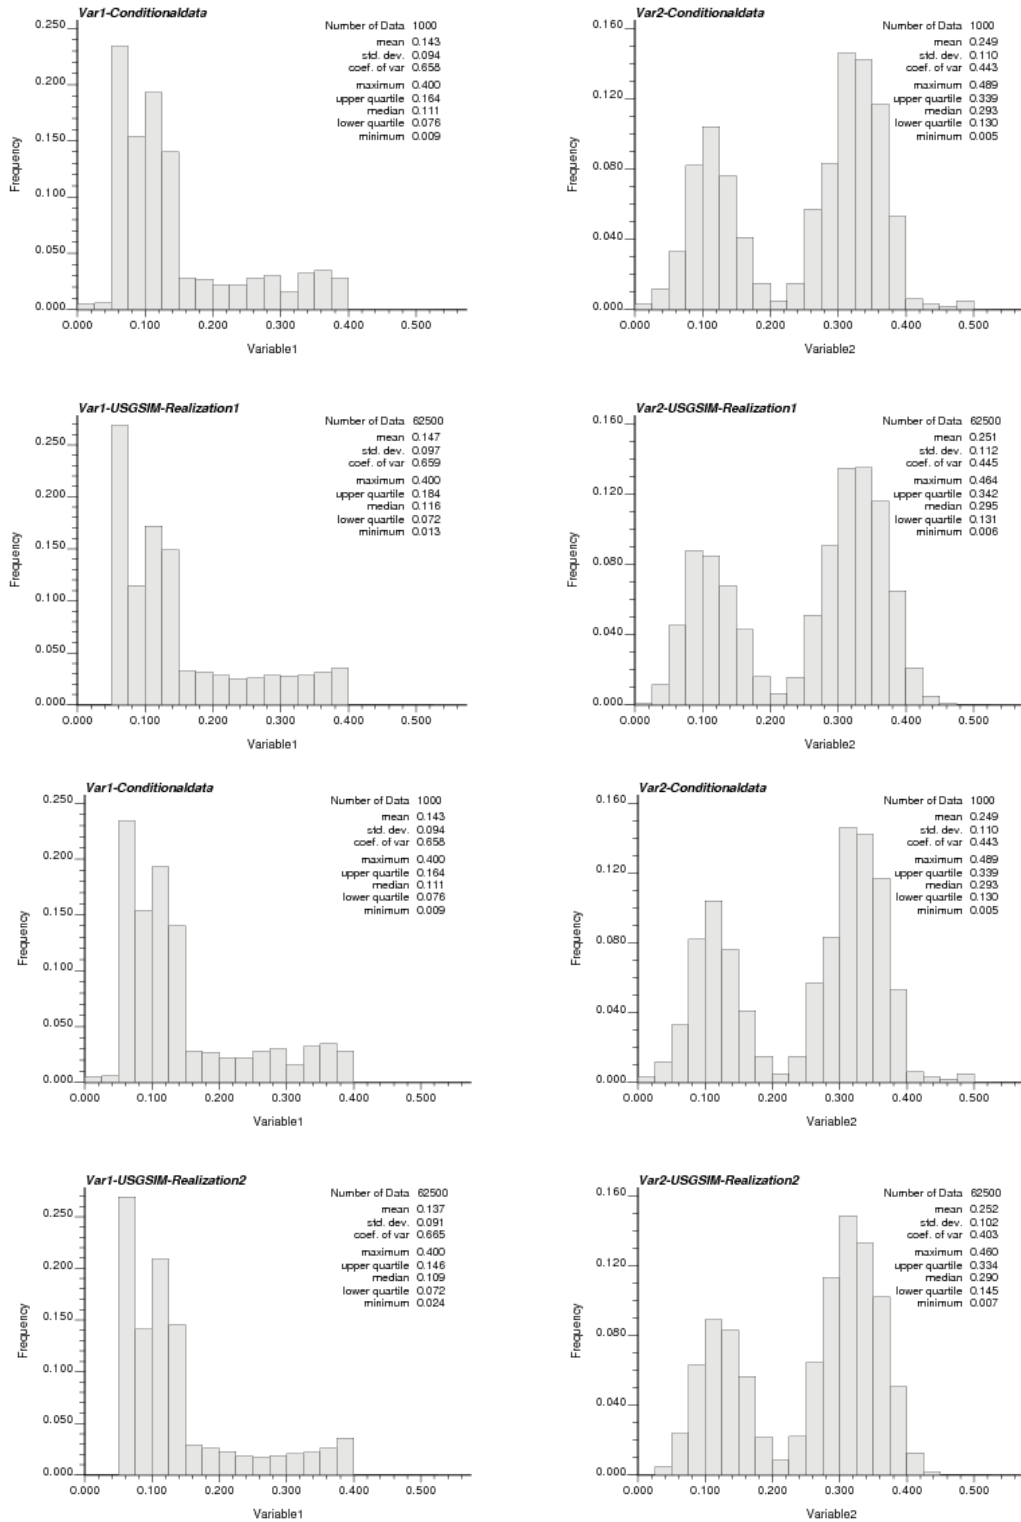 Var1-Conditionaldata
Number of Data 1000
mean 0.143
std. dev. 0.094
coef. of var 0.658
maximum 0.400
upper quartile 0.164
median 0.111
lower quartile 0.076
minimum 0.009
0.250
0.200
0.150
0.100
0.050
0.000
Frequency
0.000 0.100 0.200 0.300 0.400 0.500
Variable1
Var2-Conditionaldata
Number of Data 1000
mean 0.249
std. dev. 0.110
coef. of var 0.443
maximum 0.489
upper quartile 0.339
median 0.293
lower quartile 0.130
minimum 0.005
0.160
0.120
0.080
0.040
0.000
Frequency
0.000 0.100 0.200 0.300 0.400 0.500
Variable2
Var1-USGSIM-Realization1
Number of Data 62500
mean 0.147
std. dev. 0.097
coef. of var 0.659
maximum 0.400
upper quartile 0.184
median 0.116
lower quartile 0.072
minimum 0.013
0.250
0.200
0.150
0.100
0.050
0.000
Frequency
0.000 0.100 0.200 0.300 0.400 0.500
Variable1
Var2-USGSIM-Realization1
Number of Data 62500
mean 0.251
std. dev. 0.112
coef. of var 0.445
maximum 0.464
upper quartile 0.342
median 0.295
lower quartile 0.131
minimum 0.006
0.160
0.120
0.080
0.040
0.000
Frequency
0.000 0.100 0.200 0.300 0.400 0.500
Variable2
Var1-Conditionaldata
Number of Data 1000
mean 0.143
std. dev. 0.094
coef. of var 0.658
maximum 0.400
upper quartile 0.164
median 0.111
lower quartile 0.076
minimum 0.009
0.250
0.200
0.150
0.100
0.050
0.000
Frequency
0.000 0.100 0.200 0.300 0.400 0.500
Variable1
Var2-Conditionaldata
Number of Data 1000
mean 0.249
std. dev. 0.110
coef. of var 0.443
maximum 0.489
upper quartile 0.339
median 0.293
lower quartile 0.130
minimum 0.005
0.160
0.120
0.080
0.040
0.000
Frequency
0.000 0.100 0.200 0.300 0.400 0.500
Variable2
Var1-USGSIM-Realization2
Number of Data 62500
mean 0.137
std. dev. 0.091
coef. of var 0.665
maximum 0.400
upper quartile 0.146
median 0.109
lower quartile 0.072
minimum 0.024
0.250
0.200
0.150
0.100
0.050
0.000
Frequency
0.000 0.100 0.200 0.300 0.400 0.500
Variable1
Var2-USGSIM-Realization2
Number of Data 62500
mean 0.252
std. dev. 0.102
coef. of var 0.403
maximum 0.460
upper quartile 0.334
median 0.290
lower quartile 0.145
minimum 0.007
0.160
0.120
0.080
0.040
0.000
Frequency
0.000 0.100 0.200 0.300 0.400 0.500
Variable2